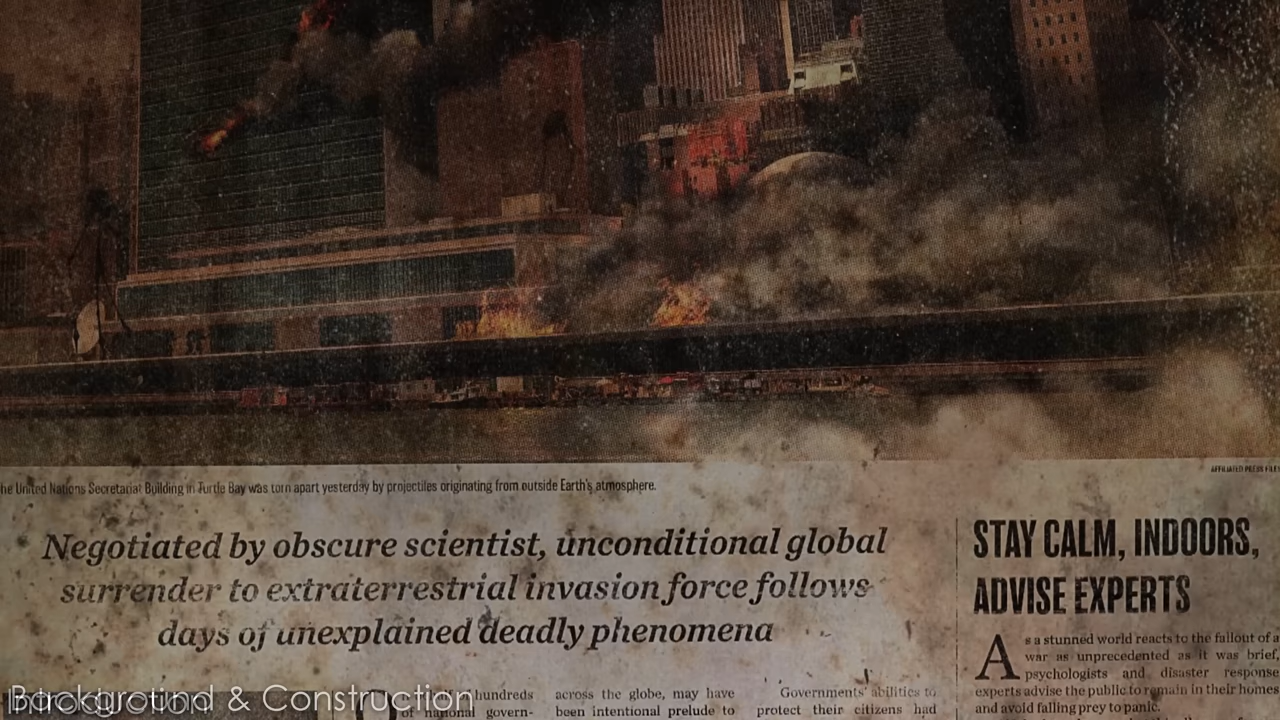 he United Nations Secretariat Building in Turtle Bay was torn apart yesterday by projectiles originating from outside Earth's atmosphere.
AFFILIATED PRESS FILES
Negotiated by obscure scientist, unconditional global
surrender to extraterrestrial invasion force follows
days of unexplained deadly phenomena
hundreds
of national govern-
across the globe, may have
been intentional prelude to
Governments' abilities to
protect their citizens had
STAY CALM, INDOORS,
ADVISE EXPERTS
As a stunned world reacts to the fallout of a
war as unprecedented as it was brief,
psychologists and disaster response
experts advise the public to remain in their homes
and avoid falling prey to panic.
Background & Construction
Introduction